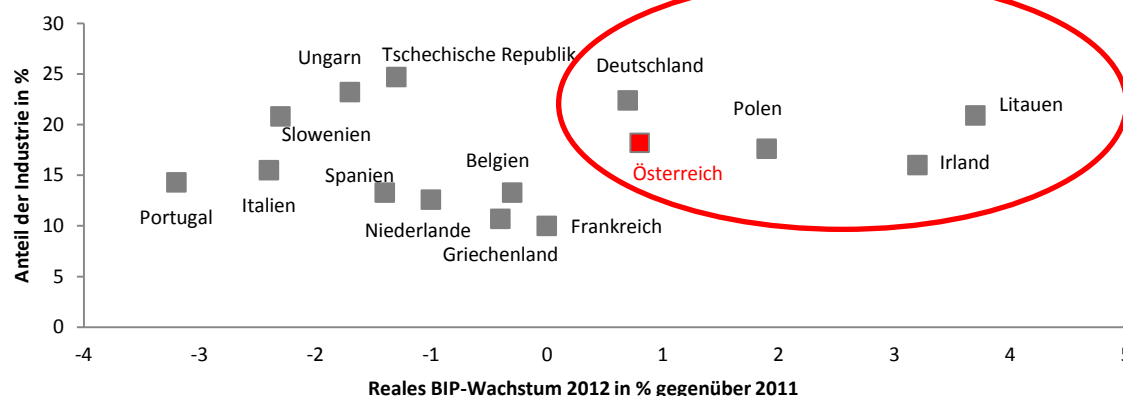 30
25
20
15
10
5
0
Anteil der Industrie in %
Ungarn
Tschechische Republik
Deutschland
Polen
Litauen
Slowenien
Belgien
Irland
Spanien
Österreich
Portugal
Italien
Niederlande
Frankreich
Griechenland
-4 -3 -2 -1 0 1 2 3 4 5
Reales BIP-Wachstum 2012 in % gegenüber 2011